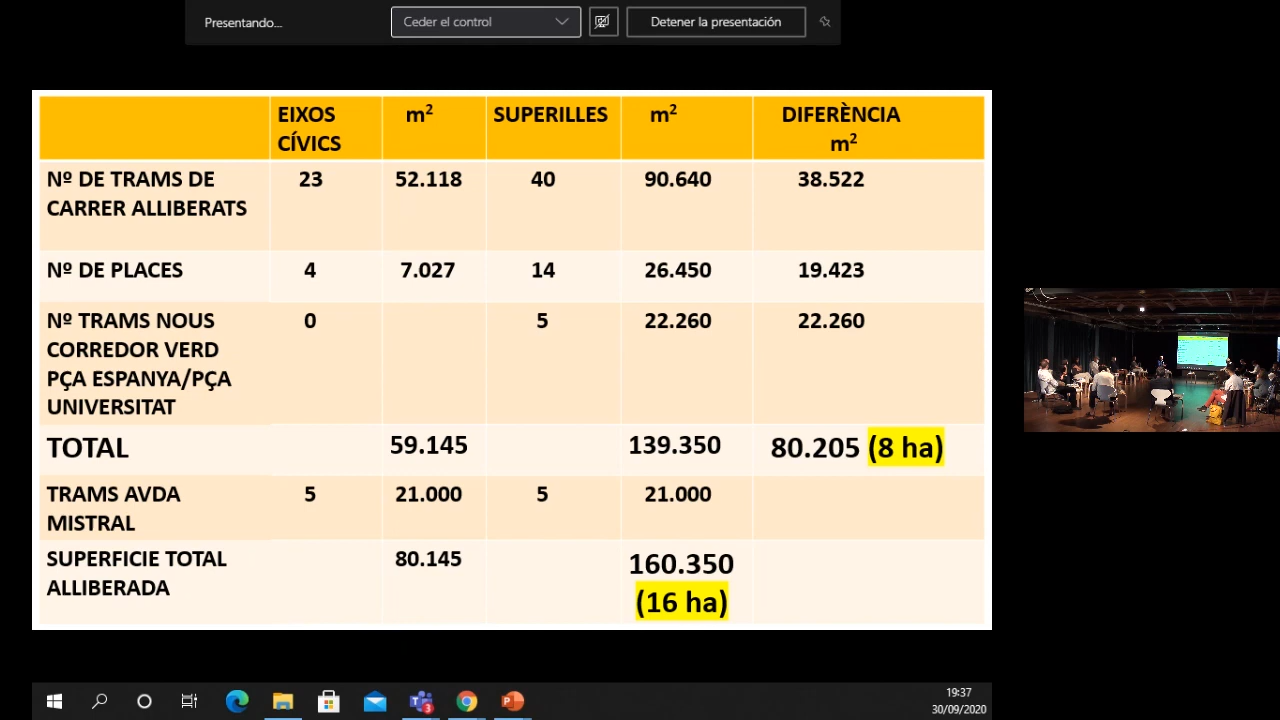 Presentando...
Ceder el control
Detener la presentación
EIXOS CÍVICS m² SUPERILLES m² DIFERÈNCIA m²
Nº DE TRAMS DE CARRER ALLIBERATS 23 52.118 40 90.640 38.522
Nº DE PLACES 4 7.027 14 26.450 19.423
Nº TRAMS NOUS CORREDOR VERD PÇA ESPANYA/PÇA UNIVERSITAT 0 5 22.260 22.260
TOTAL 59.145 139.350 80.205 (8 ha)
TRAMS AVDA MISTRAL 5 21.000 5 21.000
SUPERFICIE TOTAL ALLIBERADA 80.145 160.350 (16 ha)
3
19:37
30/09/2020